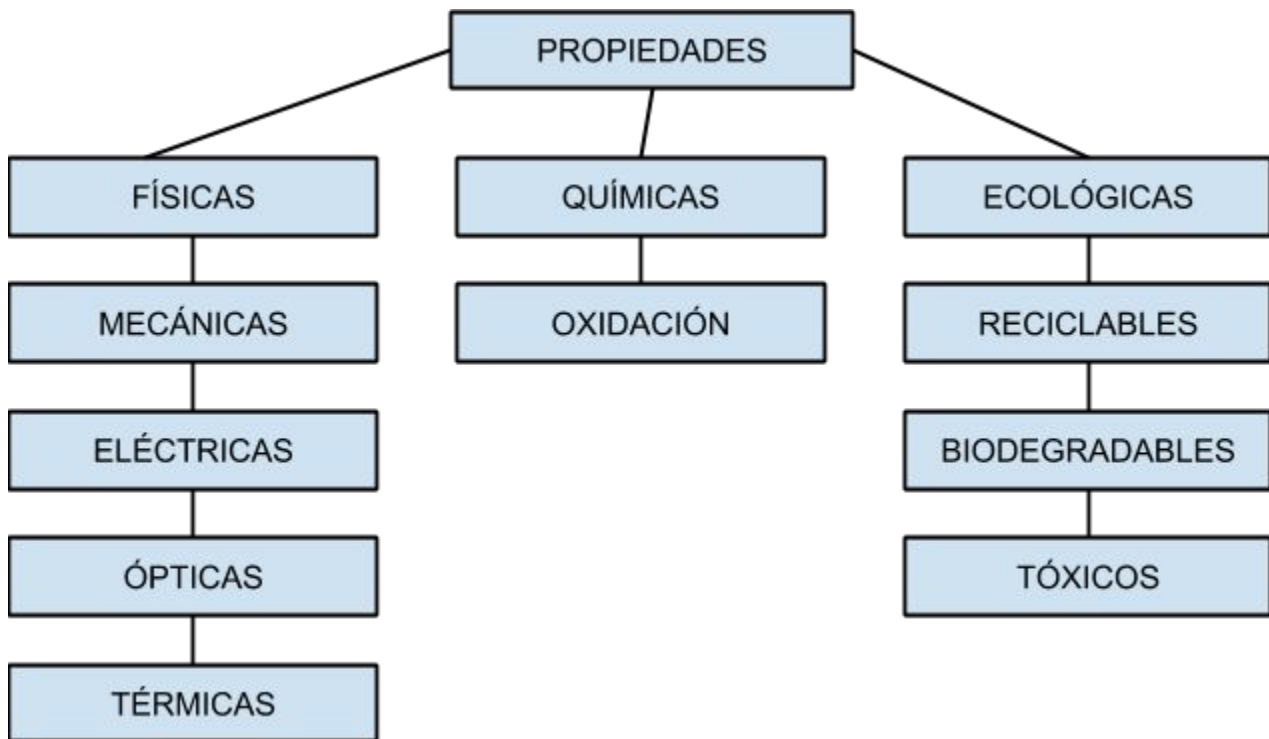 PROPIEDADES
FÍSICAS
QUÍMICAS
ECOLÓGICAS
MECÁNICAS
OXIDACIÓN
RECICLABLES
ELÉCTRICAS
BIODEGRADABLES
ÓPTICAS
TÓXICOS
TÉRMICAS